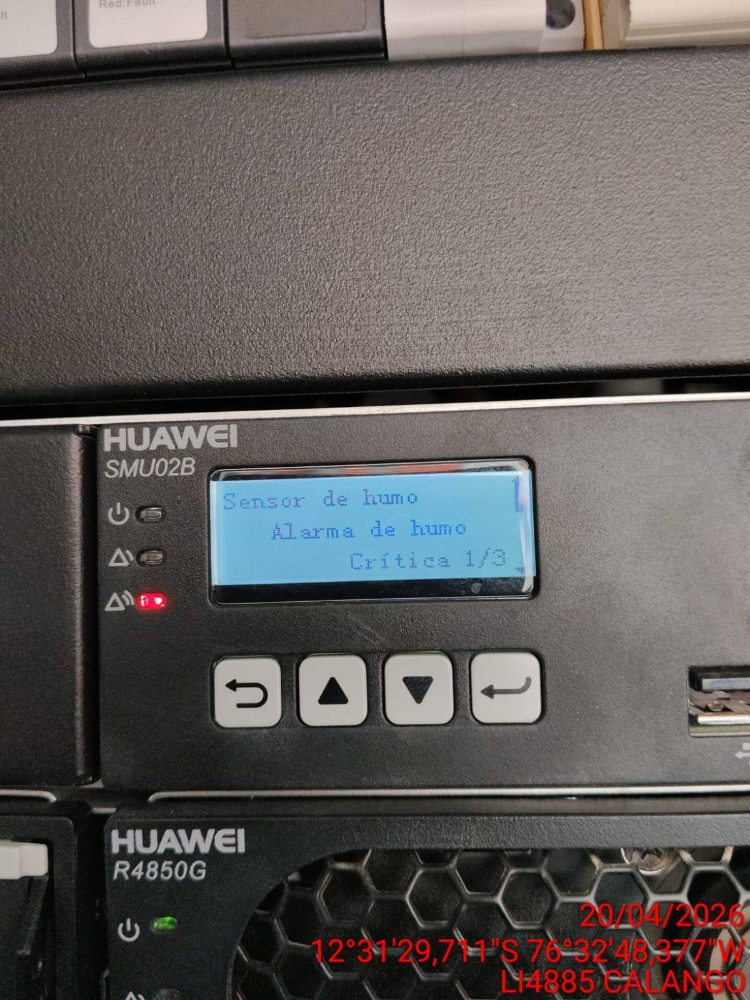 lt
Red:Fault
HUAWEI
SMU02B
Sensor de humo
Alarma de humo
Crítica 1/3
HUAWEI
R4850G
20/04/2026
12°31'29,711"S 76°32'48,377"W
LI4885 CALANGO